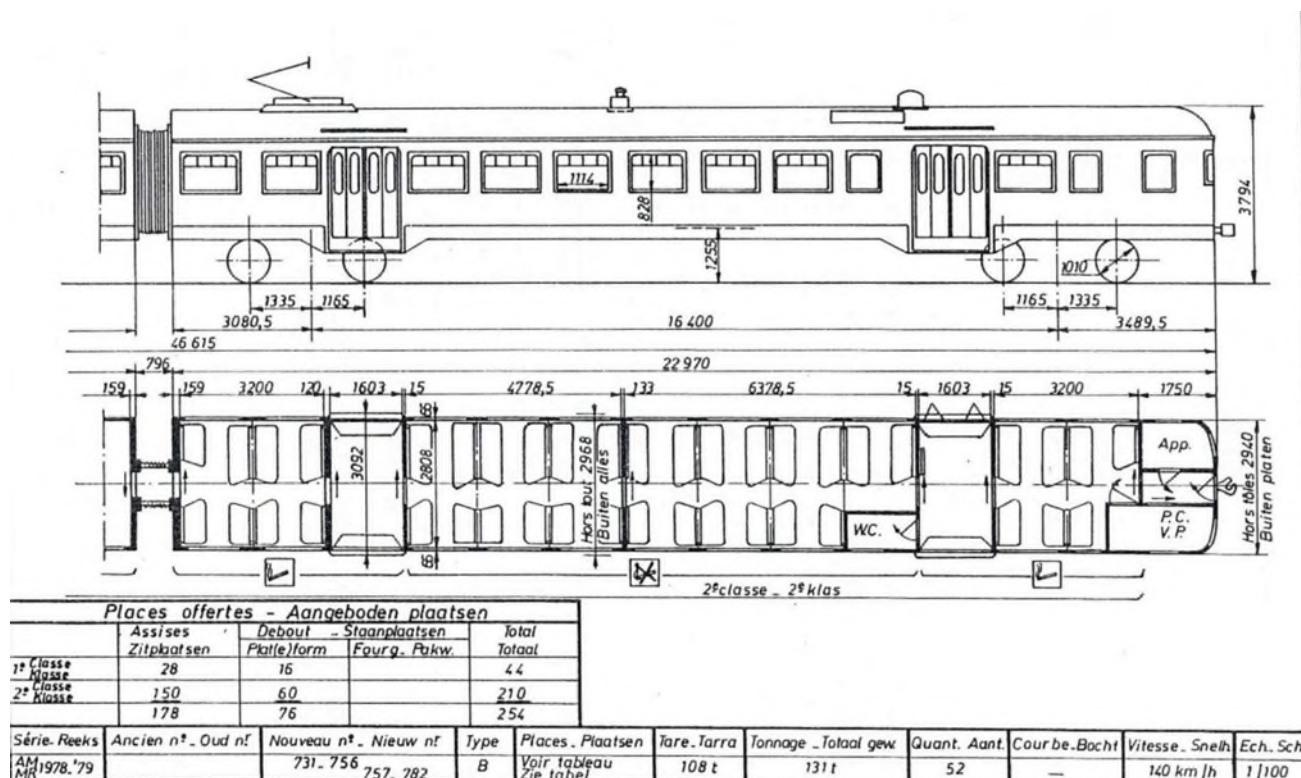 1114
828
1255
3794
1010
1335 1165 1165 1335
3080,5 16 400 3489,5
46 615
796 22 970
159 159 3200 120 1603 15 4778,5 133 6378,5 15 1603 15 3200 1750
3092
2808
Hors tout 2968
(Buiten alles)
W.C.
App.
P.C.
V.P.
Hors tôles 2940
Buiten platen
2e classe - 2e klas
Places offertes - Aangeboden plaatsen
Assises Debout - Staanplaatsen Total
Zitplaatsen Plat(e)form Fourg. Pakw. Totaal
1e Classe Klasse 28 16 44
2e Classe Klasse 150 60 210
178 76 254
Série-Reeks Ancien nº - Oud nr Nouveau nº - Nieuw nr Type Places - Plaatsen Tare-Tarra Tonnage - Totaal gew. Quant. Aant. Courbe-Bocht Vitesse - Snelh Ech. Sch
AM MR 1978-'79 731 - 756 757 - 782 B Voir tableau Zie tabel 108 t 131 t 52 — 140 km/h 1/100